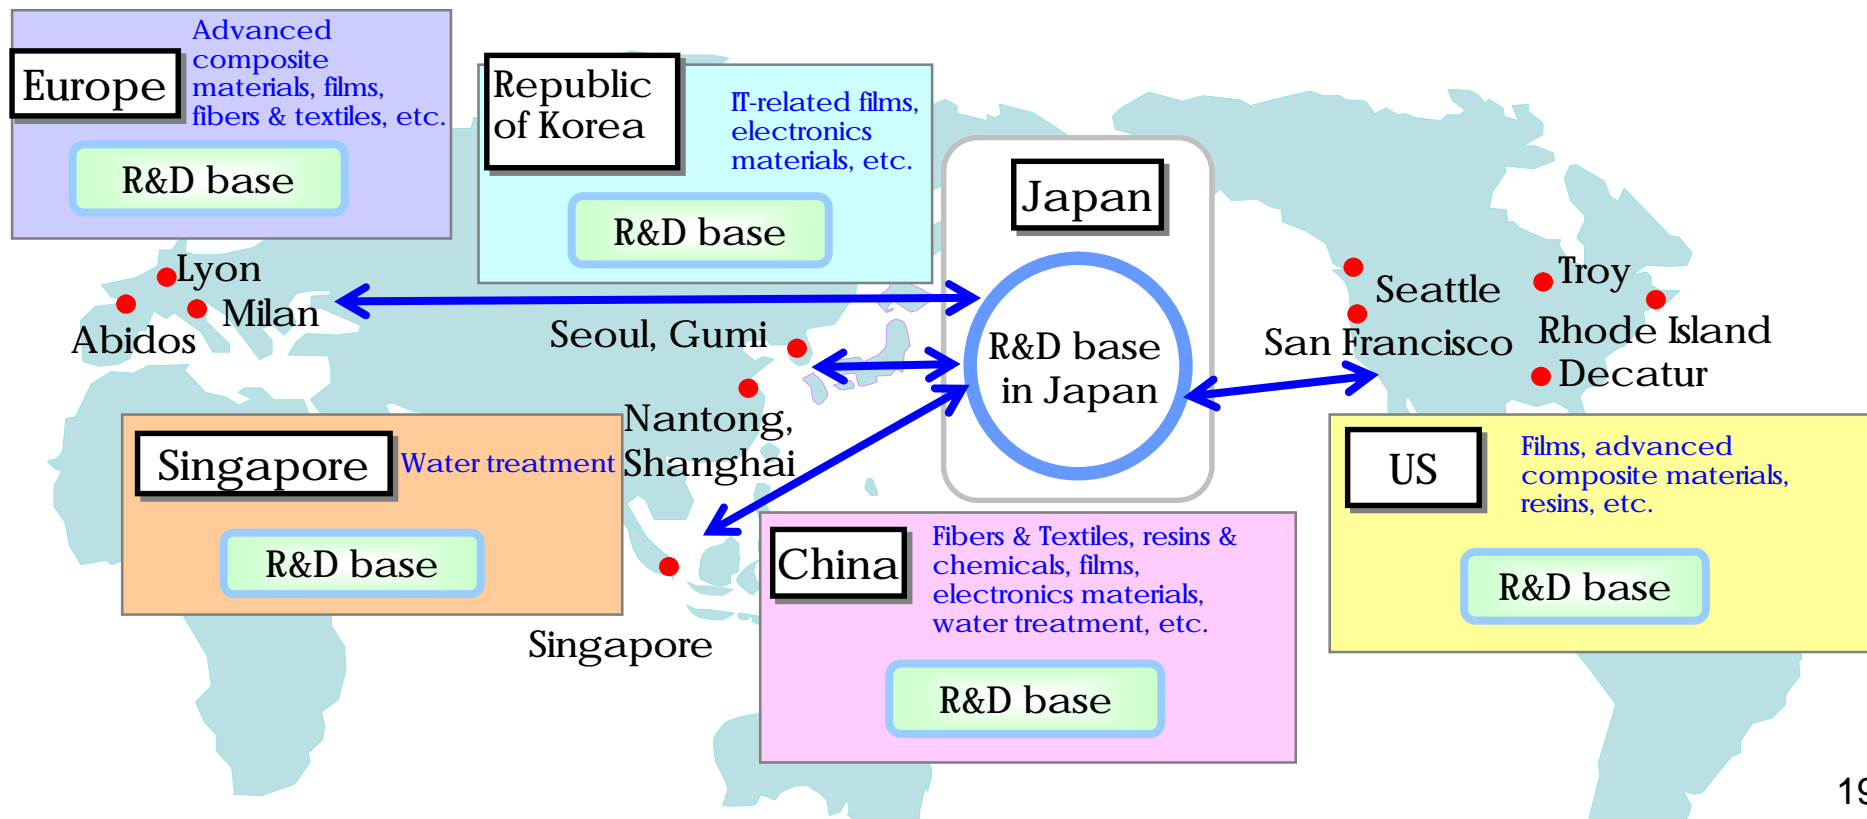 Europe
Advanced
composite
materials, films,
fibers & textiles, etc.
R&D base
Republic
of Korea
IT-related films,
electronics
materials, etc.
R&D base
Japan
R&D base
in Japan
Lyon
Milan
Abidos
Seoul, Gumi
Nantong,
Shanghai
Seattle
San Francisco
Troy
Rhode Island
Decatur
Singapore
Water treatment
R&D base
Singapore
China
Fibers & Textiles, resins &
chemicals, films,
electronics materials,
water treatment, etc.
R&D base
US
Films, advanced
composite materials,
resins, etc.
R&D base
19